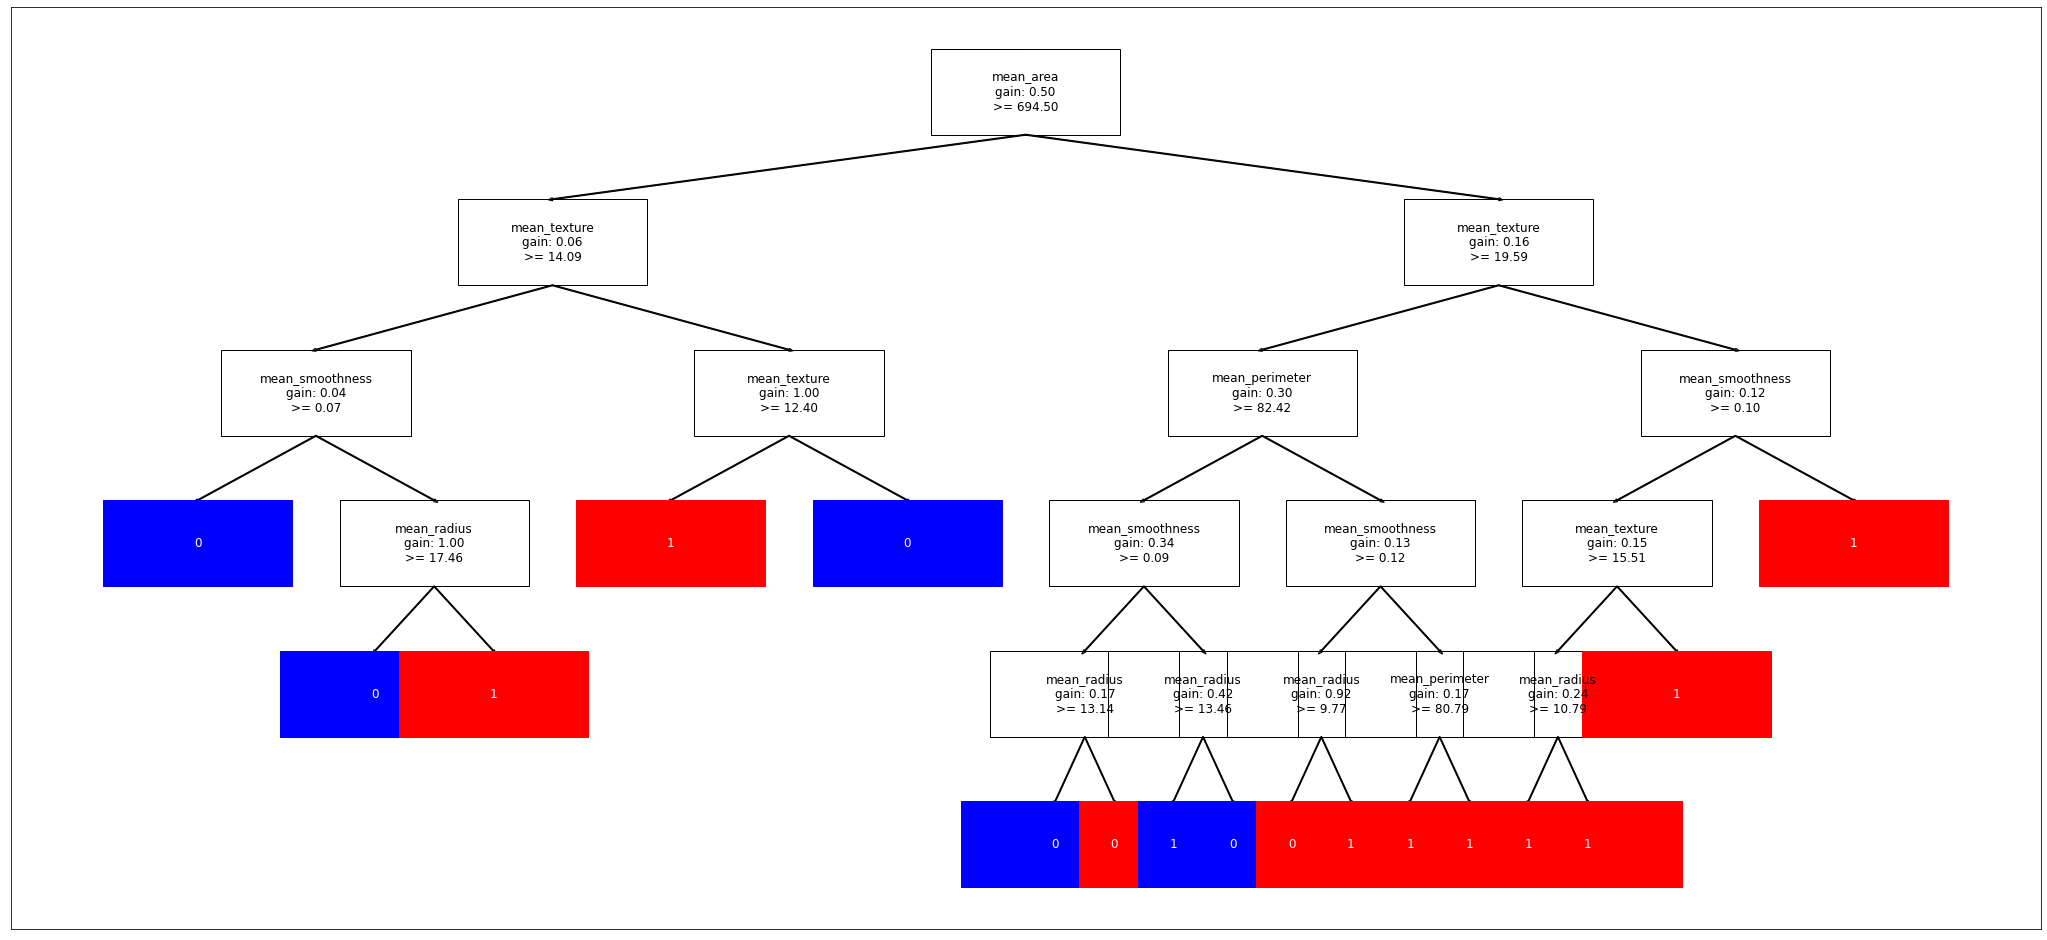 mean_area
gain: 0.50
>= 694.50
mean_texture
gain: 0.06
>= 14.09
mean_texture
gain: 0.16
>= 19.59
mean_smoothness
gain: 0.04
>= 0.07
mean_texture
gain: 1.00
>= 12.40
mean_perimeter
gain: 0.30
>= 82.42
mean_smoothness
gain: 0.12
>= 0.10
0
mean_radius
gain: 1.00
>= 17.46
1
0
mean_smoothness
gain: 0.34
>= 0.09
mean_smoothness
gain: 0.13
>= 0.12
mean_texture
gain: 0.15
>= 15.51
1
0
1
mean_radius
gain: 0.17
>= 13.14
mean_radius
gain: 0.42
>= 13.46
mean_radius
gain: 0.92
>= 9.77
mean_perimeter
gain: 0.17
>= 80.79
mean_radius
gain: 0.24
>= 10.79
1
0
0
1
0
0
1
1
1
1
1